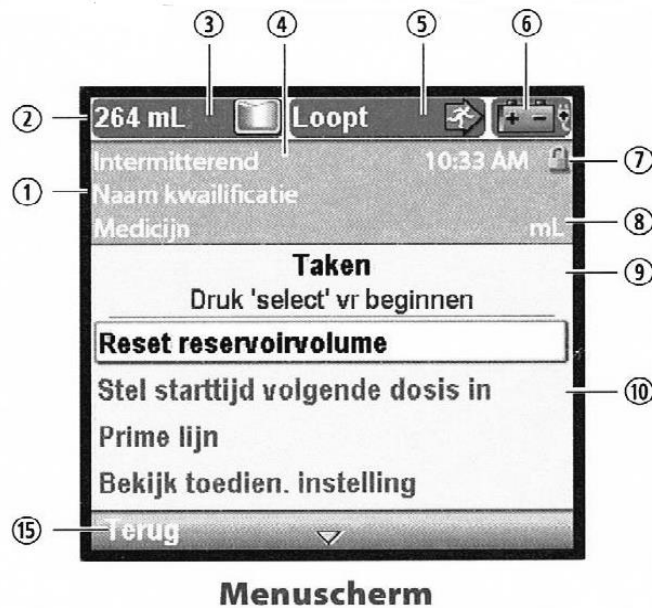 ③ ④ ⑤ ⑥
② 264 mL Loopt + -
Intermitterend 10:33 AM ⑦
① Naam kwailificatie
Medicijn mL ⑧
Taken ⑨
Druk 'select' vr beginnen
Reset reservoirvolume
Stel starttijd volgende dosis in ⑩
Prime lijn
Bekijk toedien. instelling
⑮ Terug
Menuscherm